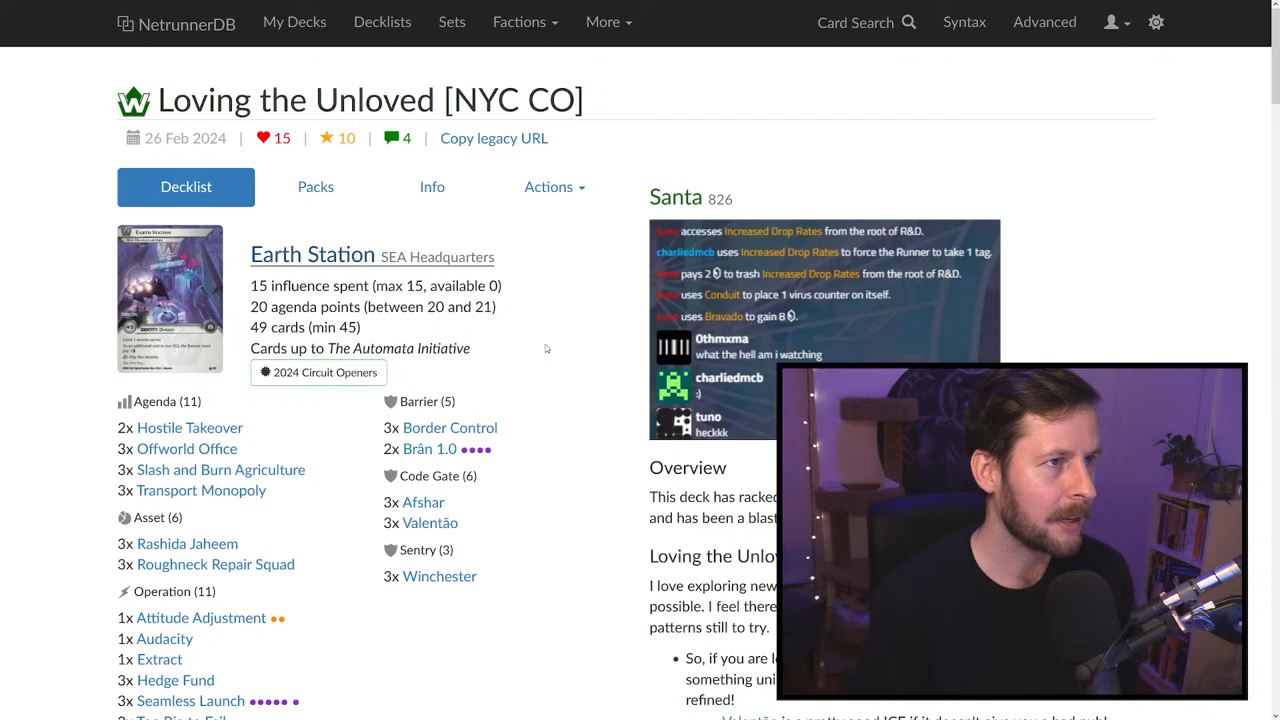 NetrunnerDB My Decks Decklists Sets Factions More Card Search Syntax Advanced
Loving the Unloved [NYC CO]
26 Feb 2024 | 15 | 10 | 4 | Copy legacy URL
Decklist Packs Info Actions
EARTH STATION
Earth Station SEA Headquarters
15 influence spent (max 15, available 0)
20 agenda points (between 20 and 21)
49 cards (min 45)
Cards up to The Automata Initiative
2024 Circuit Openers
Agenda (11)
2x Hostile Takeover
3x Offworld Office
3x Slash and Burn Agriculture
3x Transport Monopoly
Asset (6)
3x Rashida Jaheem
3x Roughneck Repair Squad
Operation (11)
1x Attitude Adjustment
1x Audacity
1x Extract
3x Hedge Fund
3x Seamless Launch
Barrier (5)
3x Border Control
2x Brân 1.0
Code Gate (6)
3x Afshar
3x Valentão
Sentry (3)
3x Winchester
Santa 826
accesses Increased Drop Rates from the root of R&D.
charliedmcb uses Increased Drop Rates to force the Runner to take 1 tag.
pays 2 to trash Increased Drop Rates from the root of R&D.
uses Conduit to place 1 virus counter on itself.
uses Bravado to gain 8.
0thmxma
what the hell am i watching
charliedmcb
:)
tuno
heckkk
Overview
This deck has racked
and has been a blast
Loving the Unlo
I love exploring new
possible. I feel there
patterns still to try.
• So, if you are l
something uni
refined!